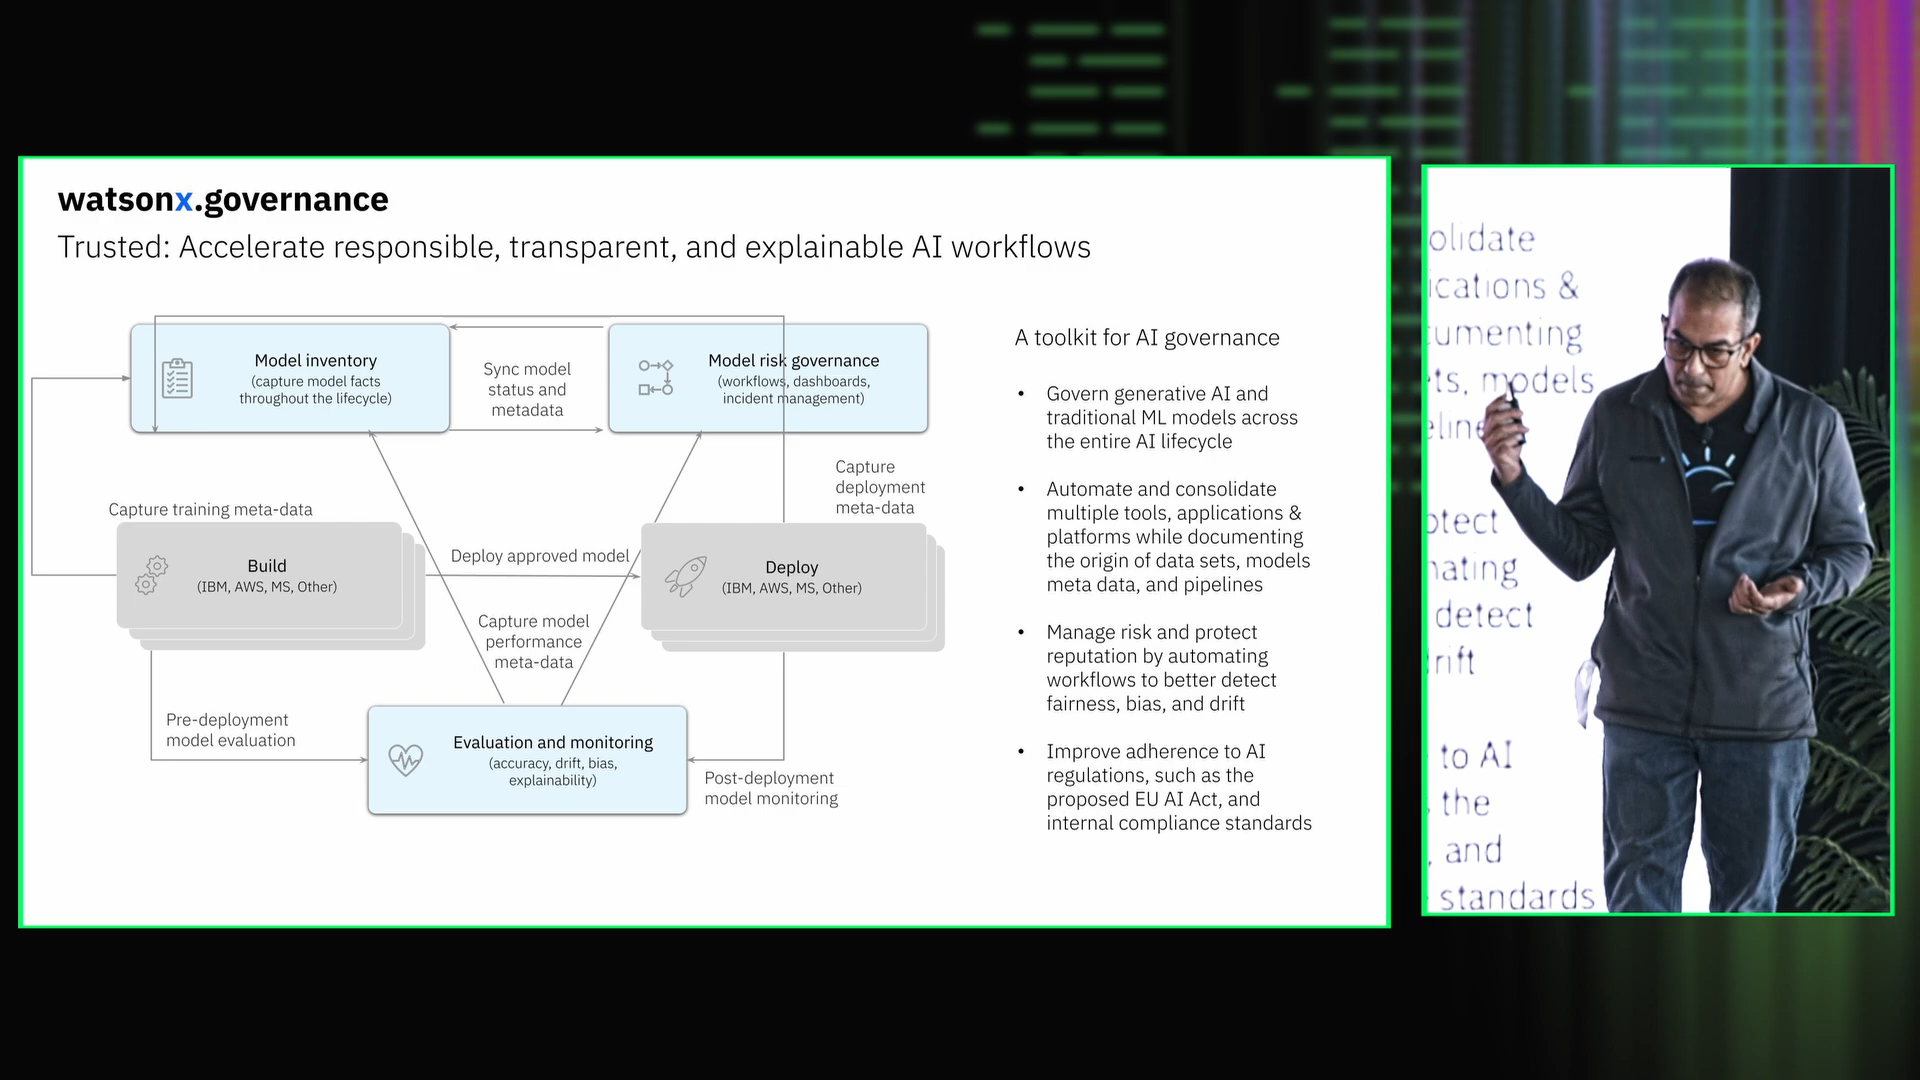 watsonx.governance
Trusted: Accelerate responsible, transparent, and explainable AI workflows
Model inventory
(capture model facts
throughout the lifecycle)
Sync model
status and
metadata
Model risk governance
(workflows, dashboards,
incident management)
Capture
deployment
meta-data
Capture training meta-data
Build
(IBM, AWS, MS, Other)
Deploy approved model
Deploy
(IBM, AWS, MS, Other)
Capture model
performance
meta-data
Pre-deployment
model evaluation
Evaluation and monitoring
(accuracy, drift, bias,
explainability)
Post-deployment
model monitoring
A toolkit for AI governance
• Govern generative AI and
traditional ML models across
the entire AI lifecycle
• Automate and consolidate
multiple tools, applications &
platforms while documenting
the origin of data sets, models
meta data, and pipelines
• Manage risk and protect
reputation by automating
workflows to better detect
fairness, bias, and drift
• Improve adherence to AI
regulations, such as the
proposed EU AI Act, and
internal compliance standards
olidate
ications &
umenting
ts, models
eline
otect
nating
detect
rift
to AI
the
, and
standards